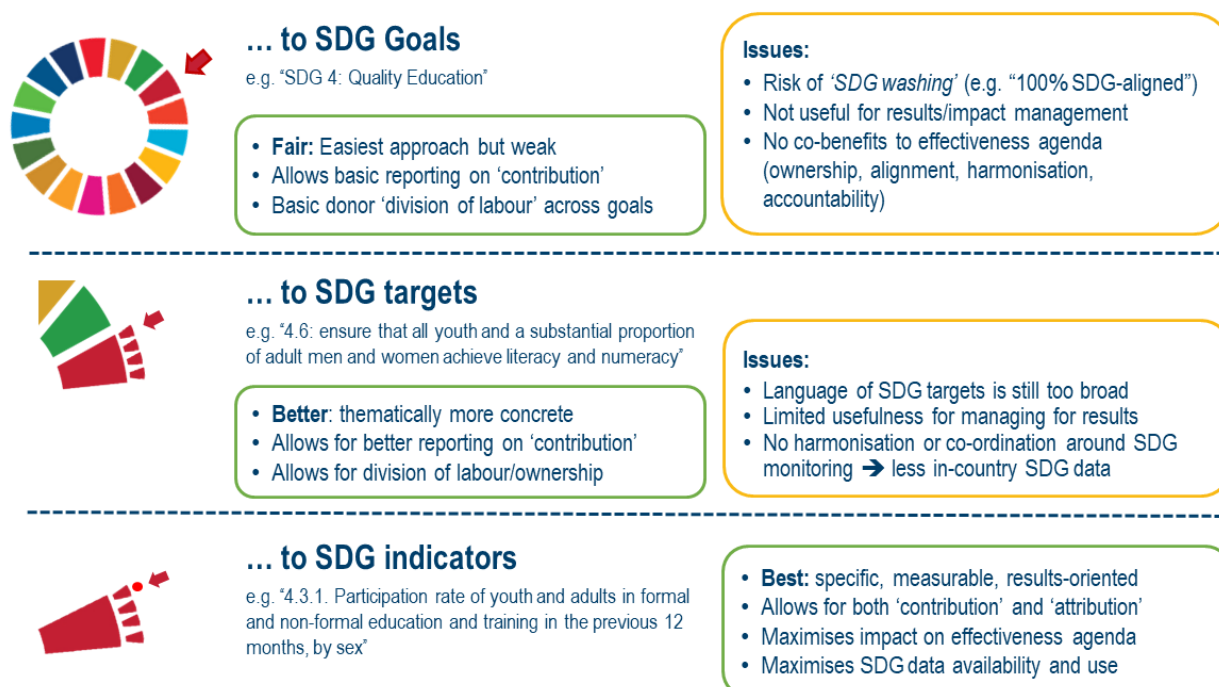 ... to SDG Goals
e.g. “SDG 4: Quality Education”
• Fair: Easiest approach but weak
• Allows basic reporting on ‘contribution’
• Basic donor ‘division of labour’ across goals
Issues:
• Risk of ‘SDG washing’ (e.g. “100% SDG-aligned”)
• Not useful for results/impact management
• No co-benefits to effectiveness agenda
(ownership, alignment, harmonisation,
accountability)
... to SDG targets
e.g. “4.6: ensure that all youth and a substantial proportion
of adult men and women achieve literacy and numeracy”
• Better: thematically more concrete
• Allows for better reporting on ‘contribution’
• Allows for division of labour/ownership
Issues:
• Language of SDG targets is still too broad
• Limited usefulness for managing for results
• No harmonisation or co-ordination around SDG
monitoring ➔ less in-country SDG data
... to SDG indicators
e.g. “4.3.1. Participation rate of youth and adults in formal
and non-formal education and training in the previous 12
months, by sex”
• Best: specific, measurable, results-oriented
• Allows for both ‘contribution’ and ‘attribution’
• Maximises impact on effectiveness agenda
• Maximises SDG data availability and use